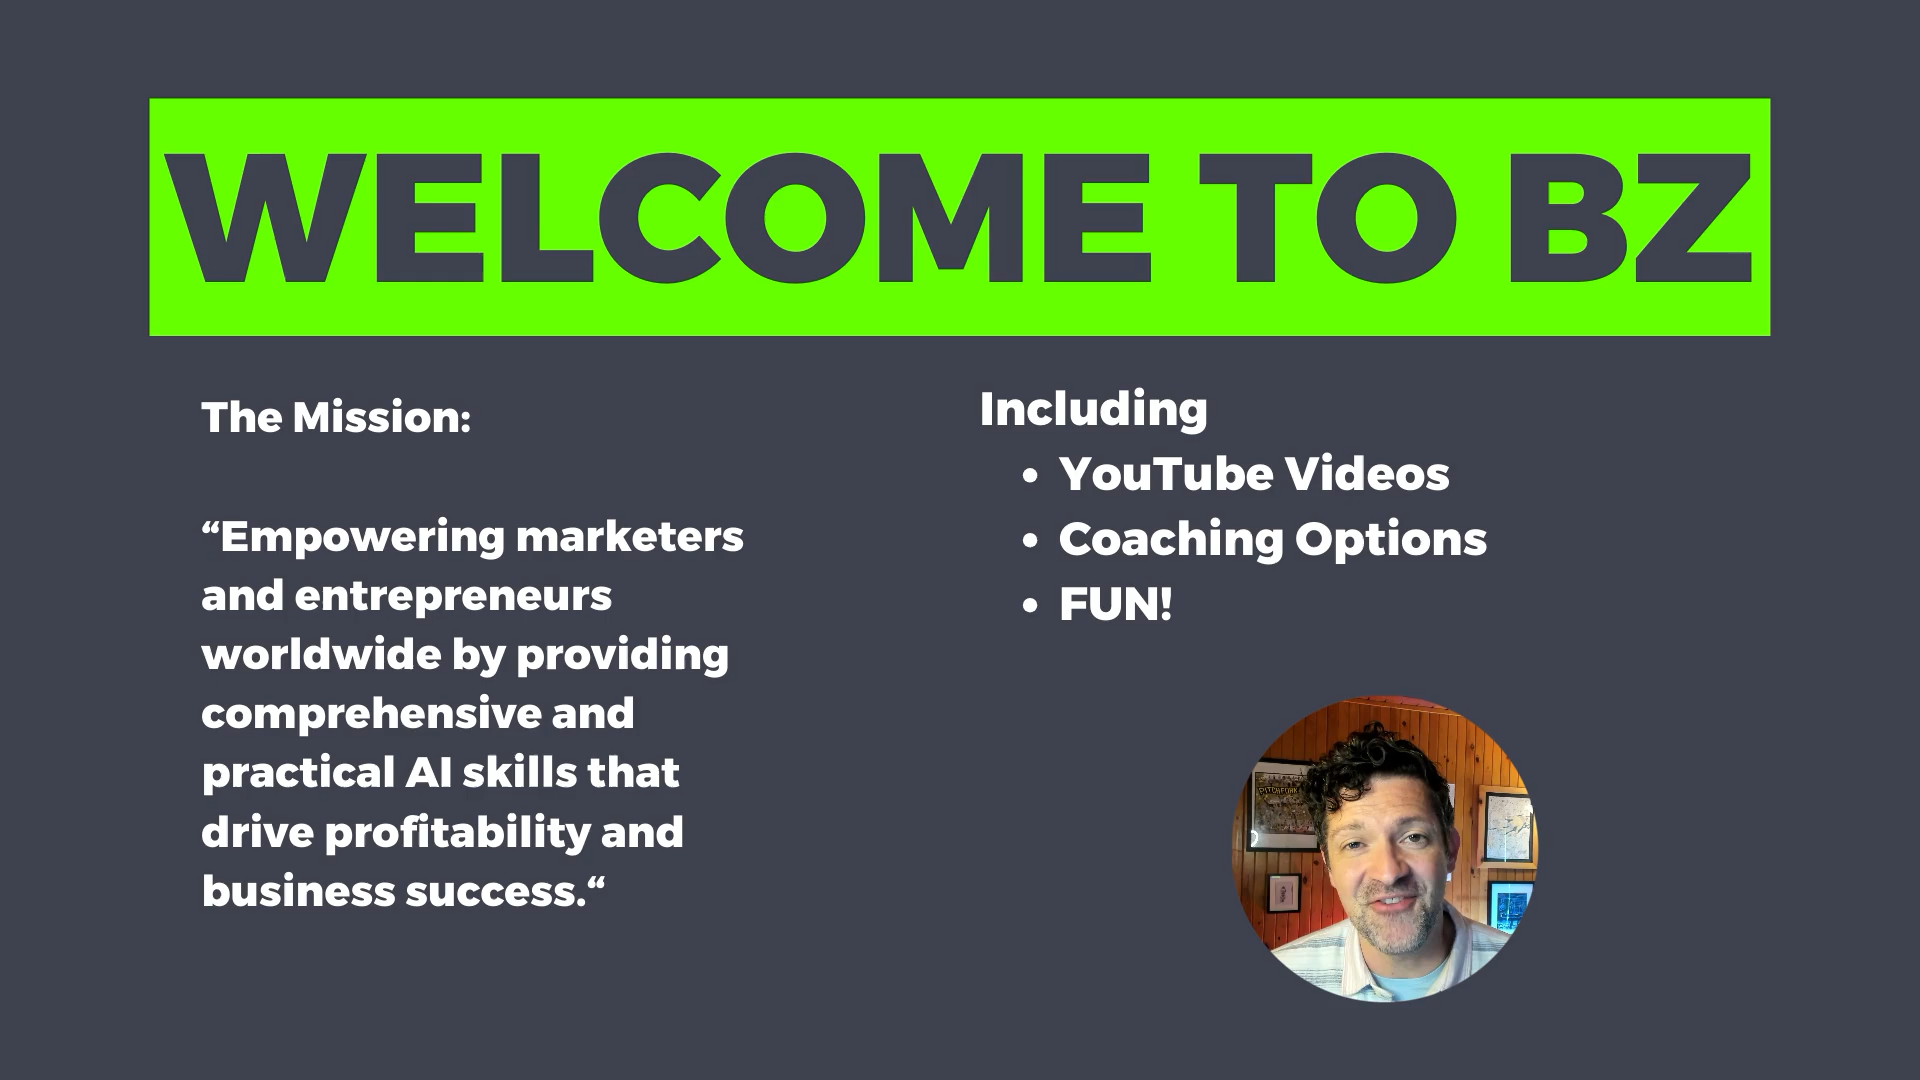 WELCOME TO BZ
The Mission:
“Empowering marketers
and entrepreneurs
worldwide by providing
comprehensive and
practical AI skills that
drive profitability and
business success.“
Including
• YouTube Videos
• Coaching Options
• FUN!
PITCHFORK